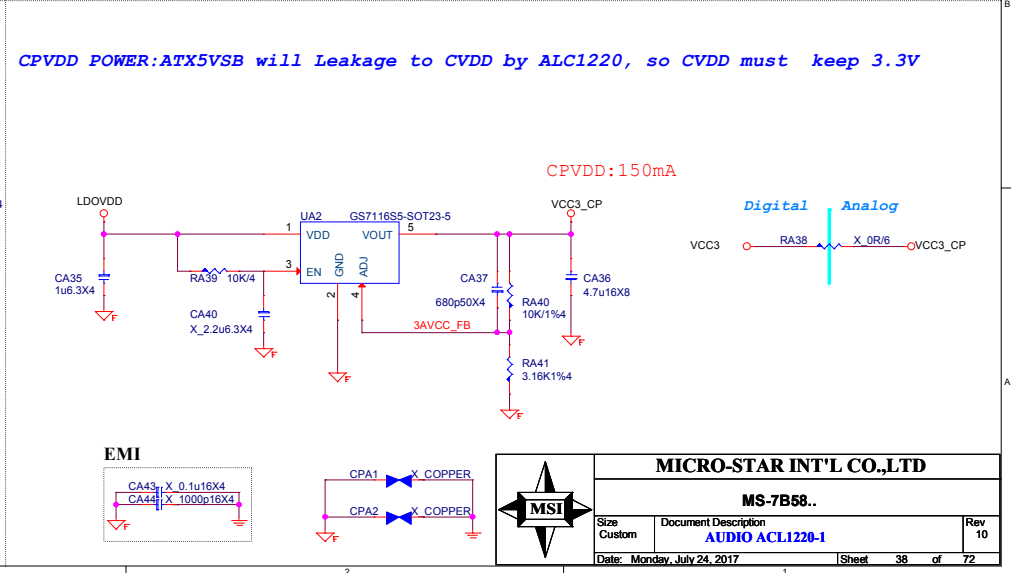 B
CPVDD POWER:ATX5VSB will Leakage to CVDD by ALC1220, so CVDD must  keep 3.3V
CPVDD:150mA
LDOVDD
UA2
GS7116S5-SOT23-5
VCC3_CP
Digital
Analog
1
VDD
VOUT
5
VCC3
RA38
X_0R/6
VCC3_CP
3
EN
GND
ADJ
2
4
CA35
1u6.3X4
RA39
10K/4
CA40
X_2.2u6.3X4
CA37
680p50X4
RA40
10K/1%4
CA36
4.7u16X8
3AVCC_FB
RA41
3.16K1%4
F
F
F
F
F
A
EMI
CA43
X_0.1u16X4
CA44
X_1000p16X4
F
CPA1
X_COPPER
CPA2
X_COPPER
F
MSI
MICRO-STAR INT'L CO.,LTD
MS-7B58..
Size
Custom
Document Description
AUDIO ACL1220-1
Rev
10
Date:
Monday, July 24, 2017
Sheet
38
of
72
2
1